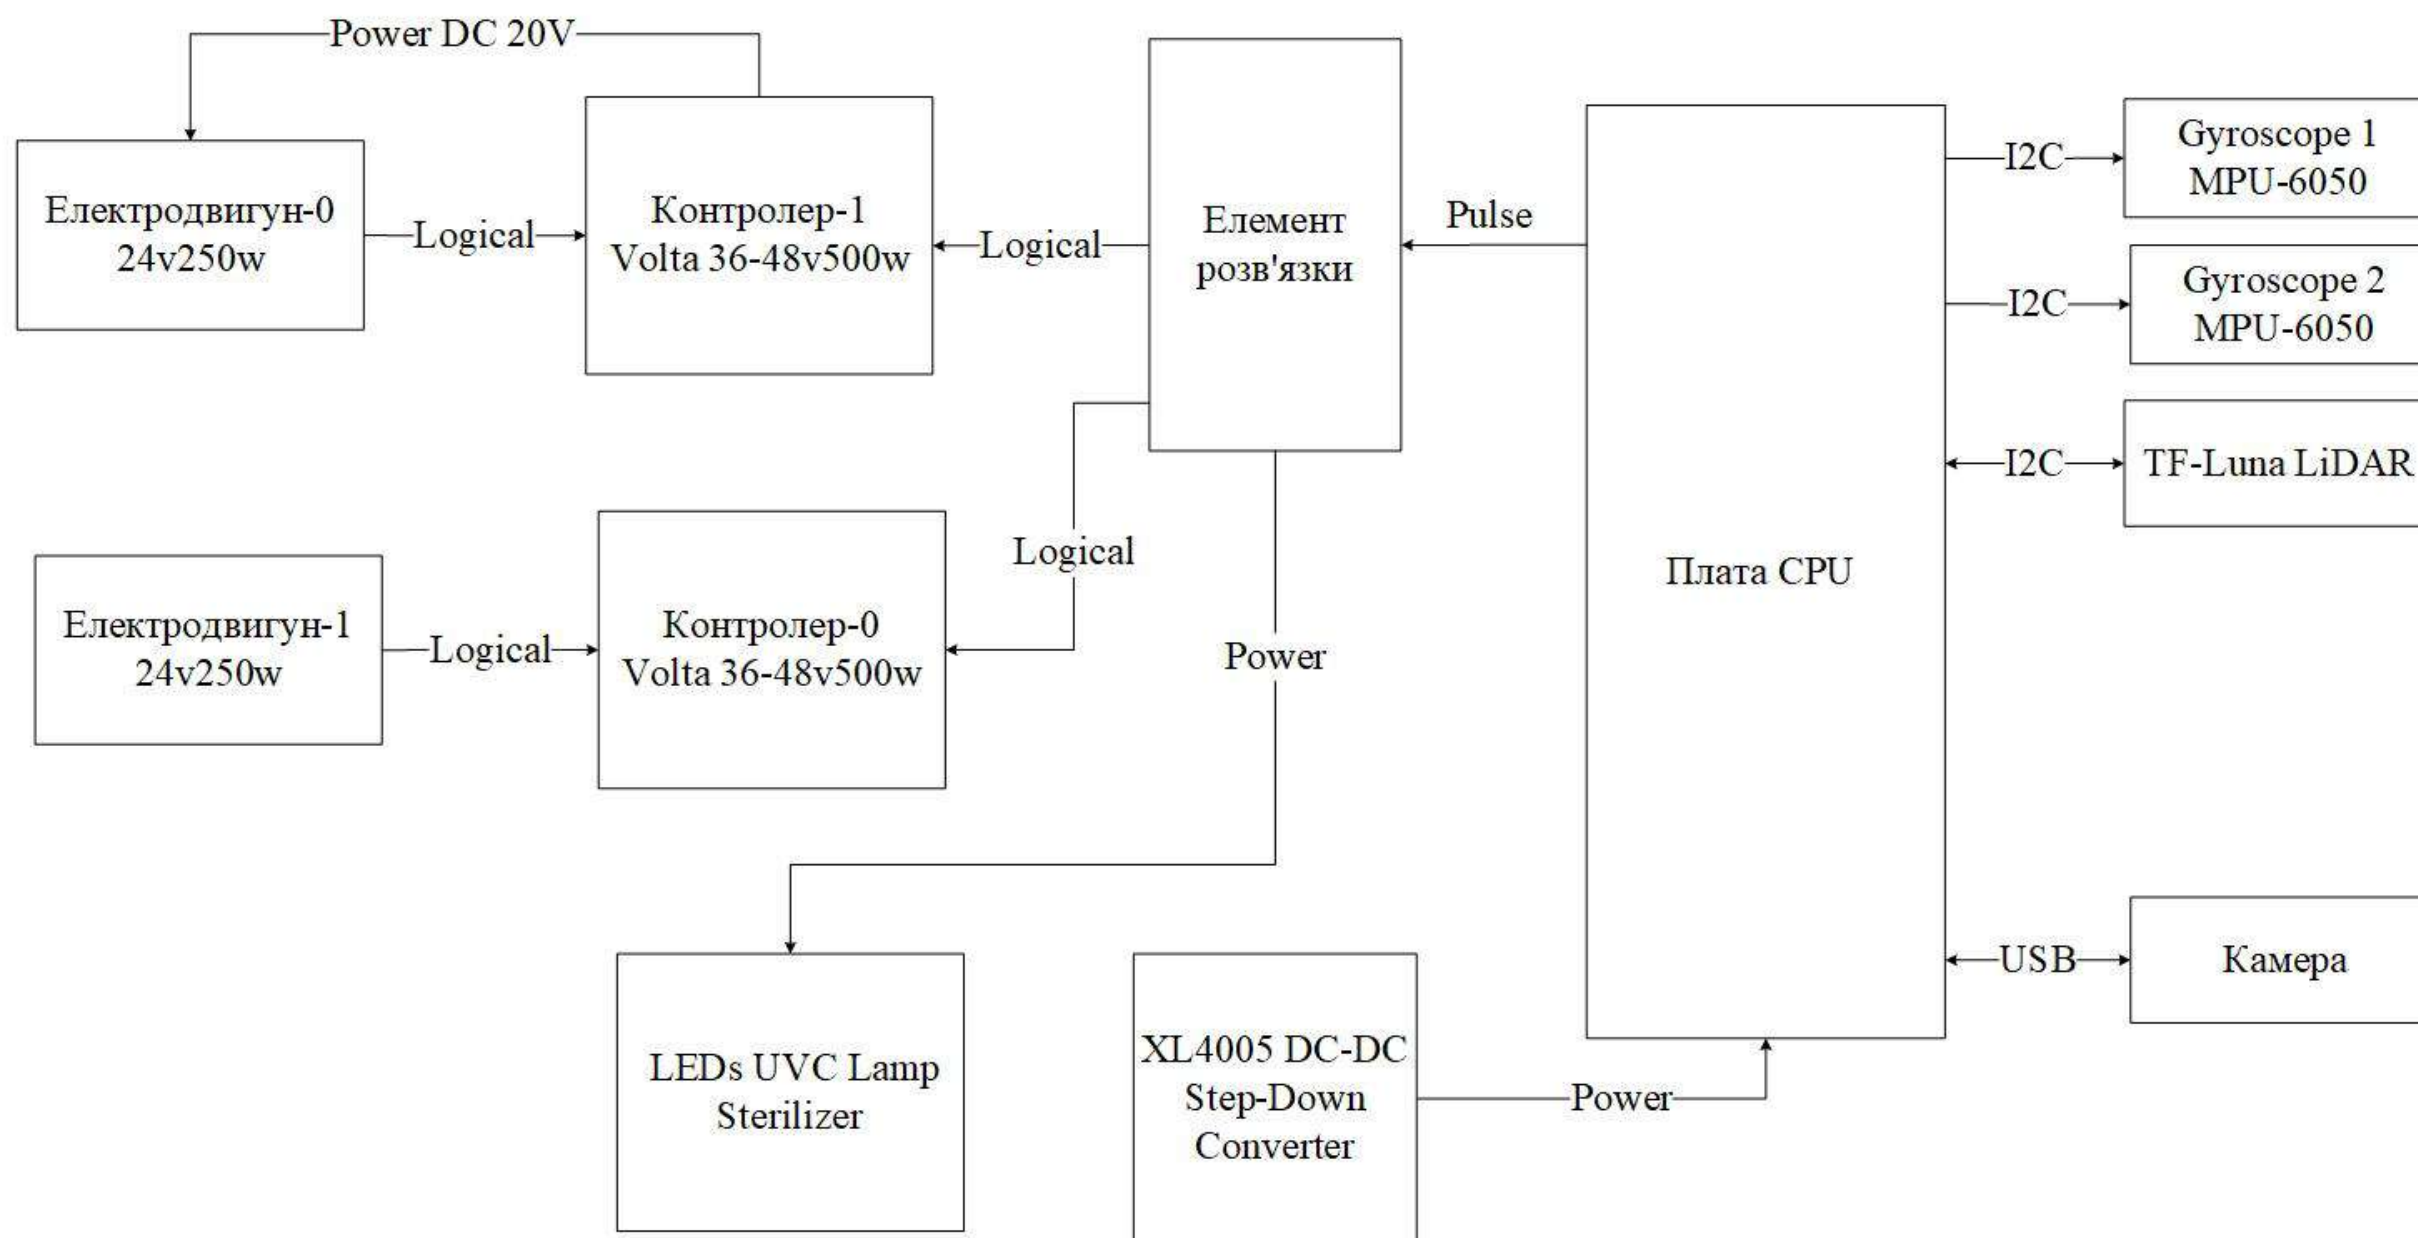 Power DC 20V
Електродвигун-0
24v250w
Logical
Контролер-1
Volta 36-48v500w
Logical
Елемент
розв'язки
Pulse
Плата CPU
I2C
Gyroscope 1
MPU-6050
I2C
Gyroscope 2
MPU-6050
I2C
TF-Luna LiDAR
Електродвигун-1
24v250w
Logical
Контролер-0
Volta 36-48v500w
Logical
Power
LEDs UVC Lamp
Sterilizer
XL4005 DC-DC
Step-Down
Converter
Power
USB
Камера